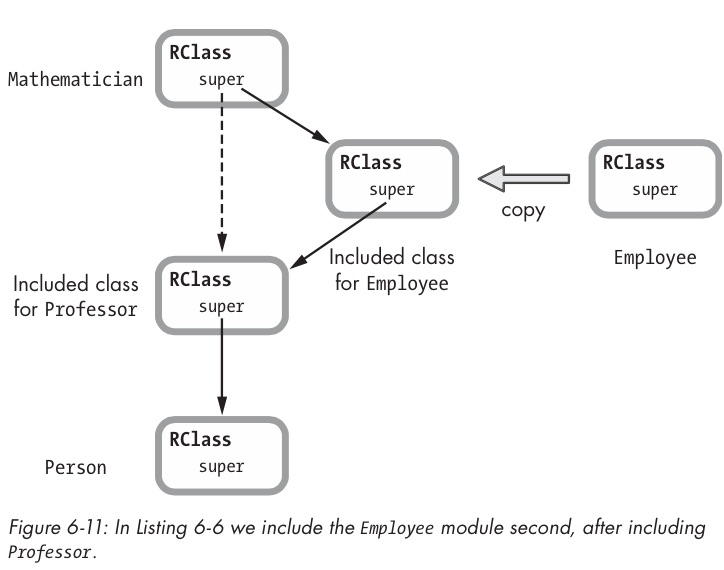 RClass
super
Mathematician
RClass
super
RClass
super
copy
Included class
for Employee
Employee
RClass
super
Included class
for Professor
RClass
super
Person
Figure 6-11: In Listing 6-6 we include the Employee module second, after including
Professor.